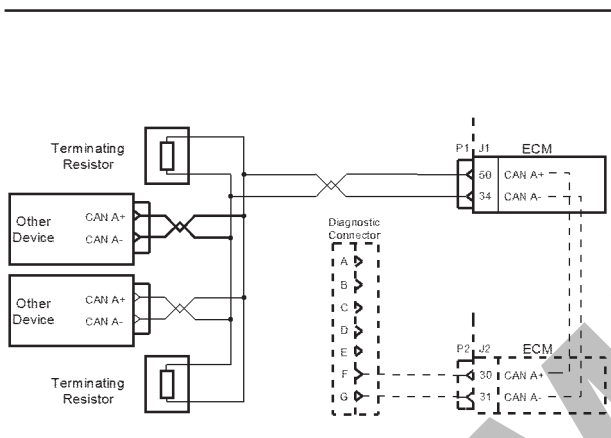 Terminating
Resistor
P1 J1 ECM
50 CAN A+
34 CAN A-
Other
Device
CAN A+
CAN A-
Diagnostic
Connector
A
B
C
D
E
F
G
Other
Device
CAN A+
CAN A-
P2 J2 ECM
30 CAN A+
31 CAN A-
Terminating
Resistor